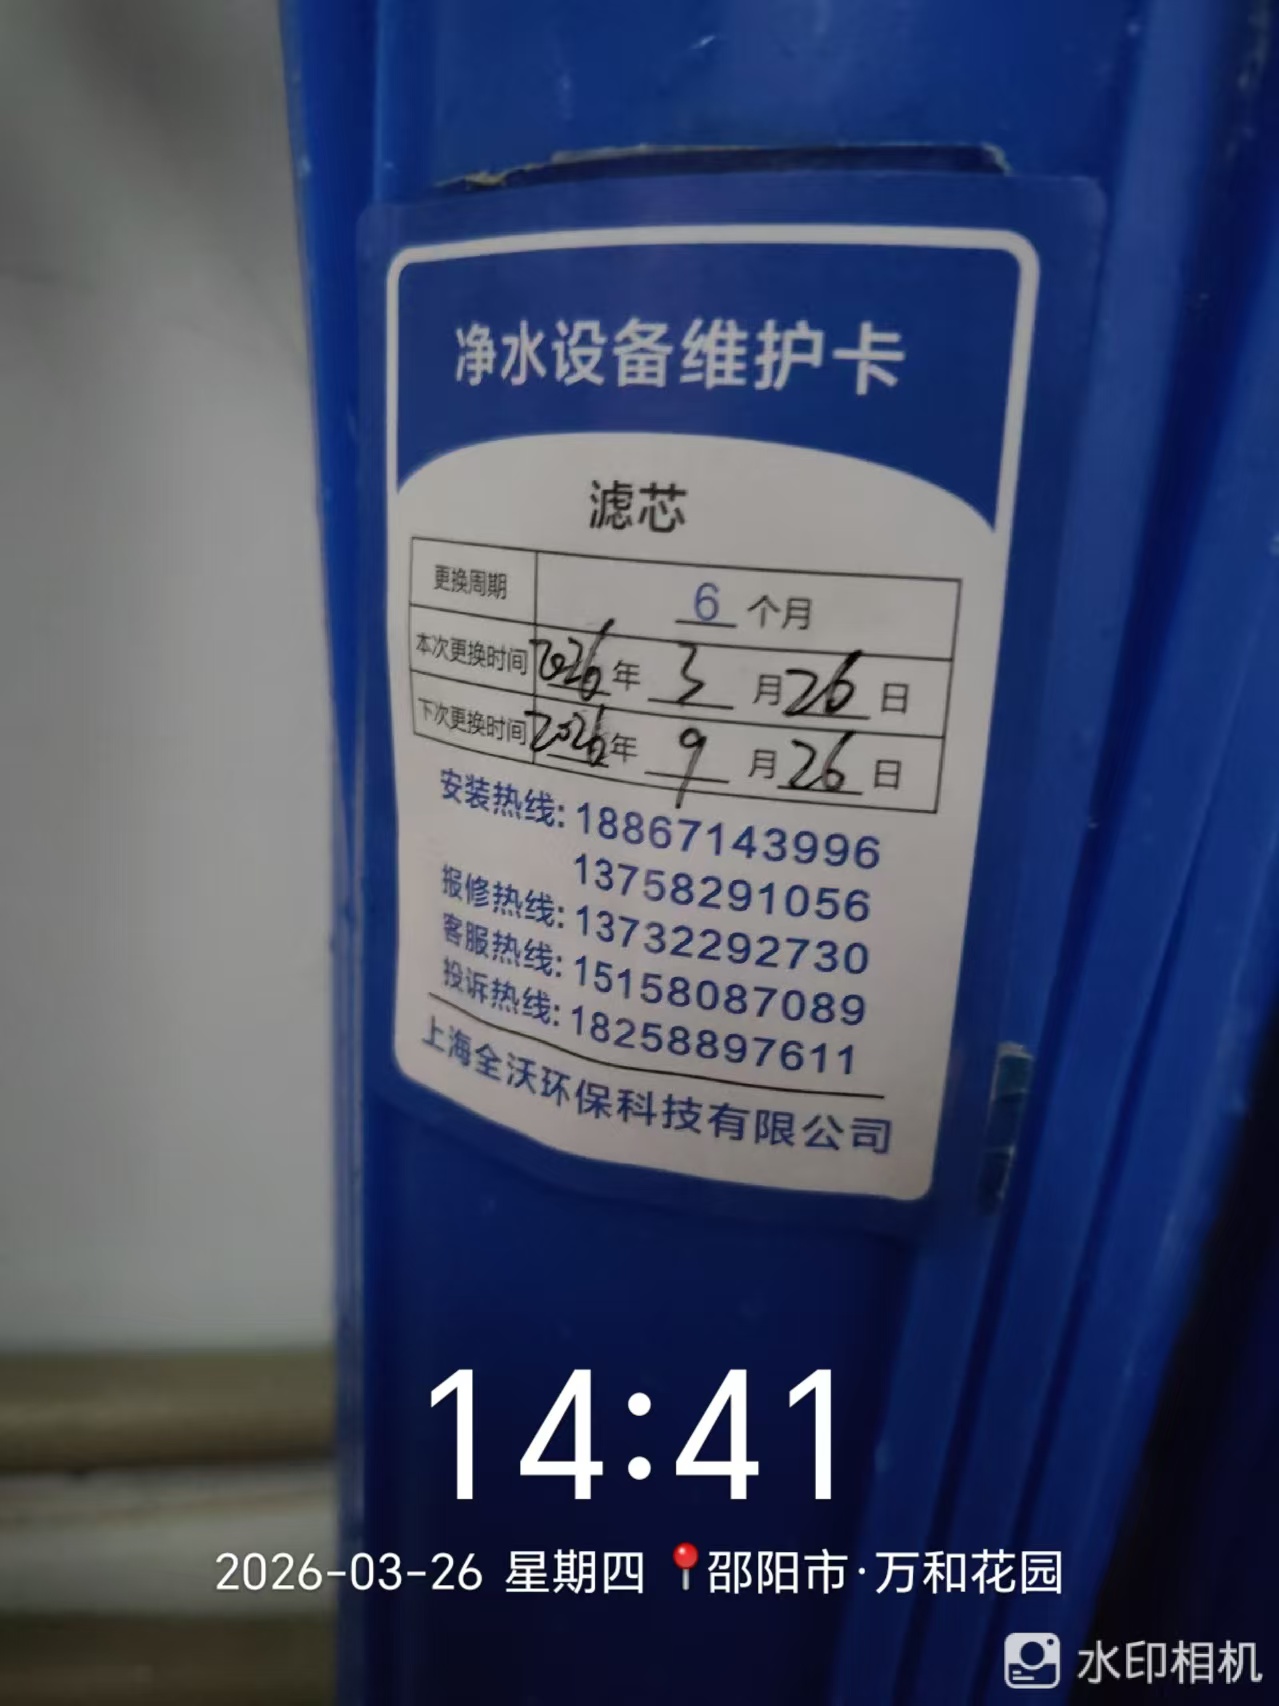 净水设备维护卡
滤芯
更换周期 6 个月
本次更换时间 2026 年 3 月 26 日
下次更换时间 2026 年 9 月 26 日
安装热线: 18867143996
13758291056
报修热线: 13732292730
客服热线: 15158087089
投诉热线: 18258897611
上海全沃环保科技有限公司
14:41
2026-03-26 星期四 邵阳市·万和花园
水印相机